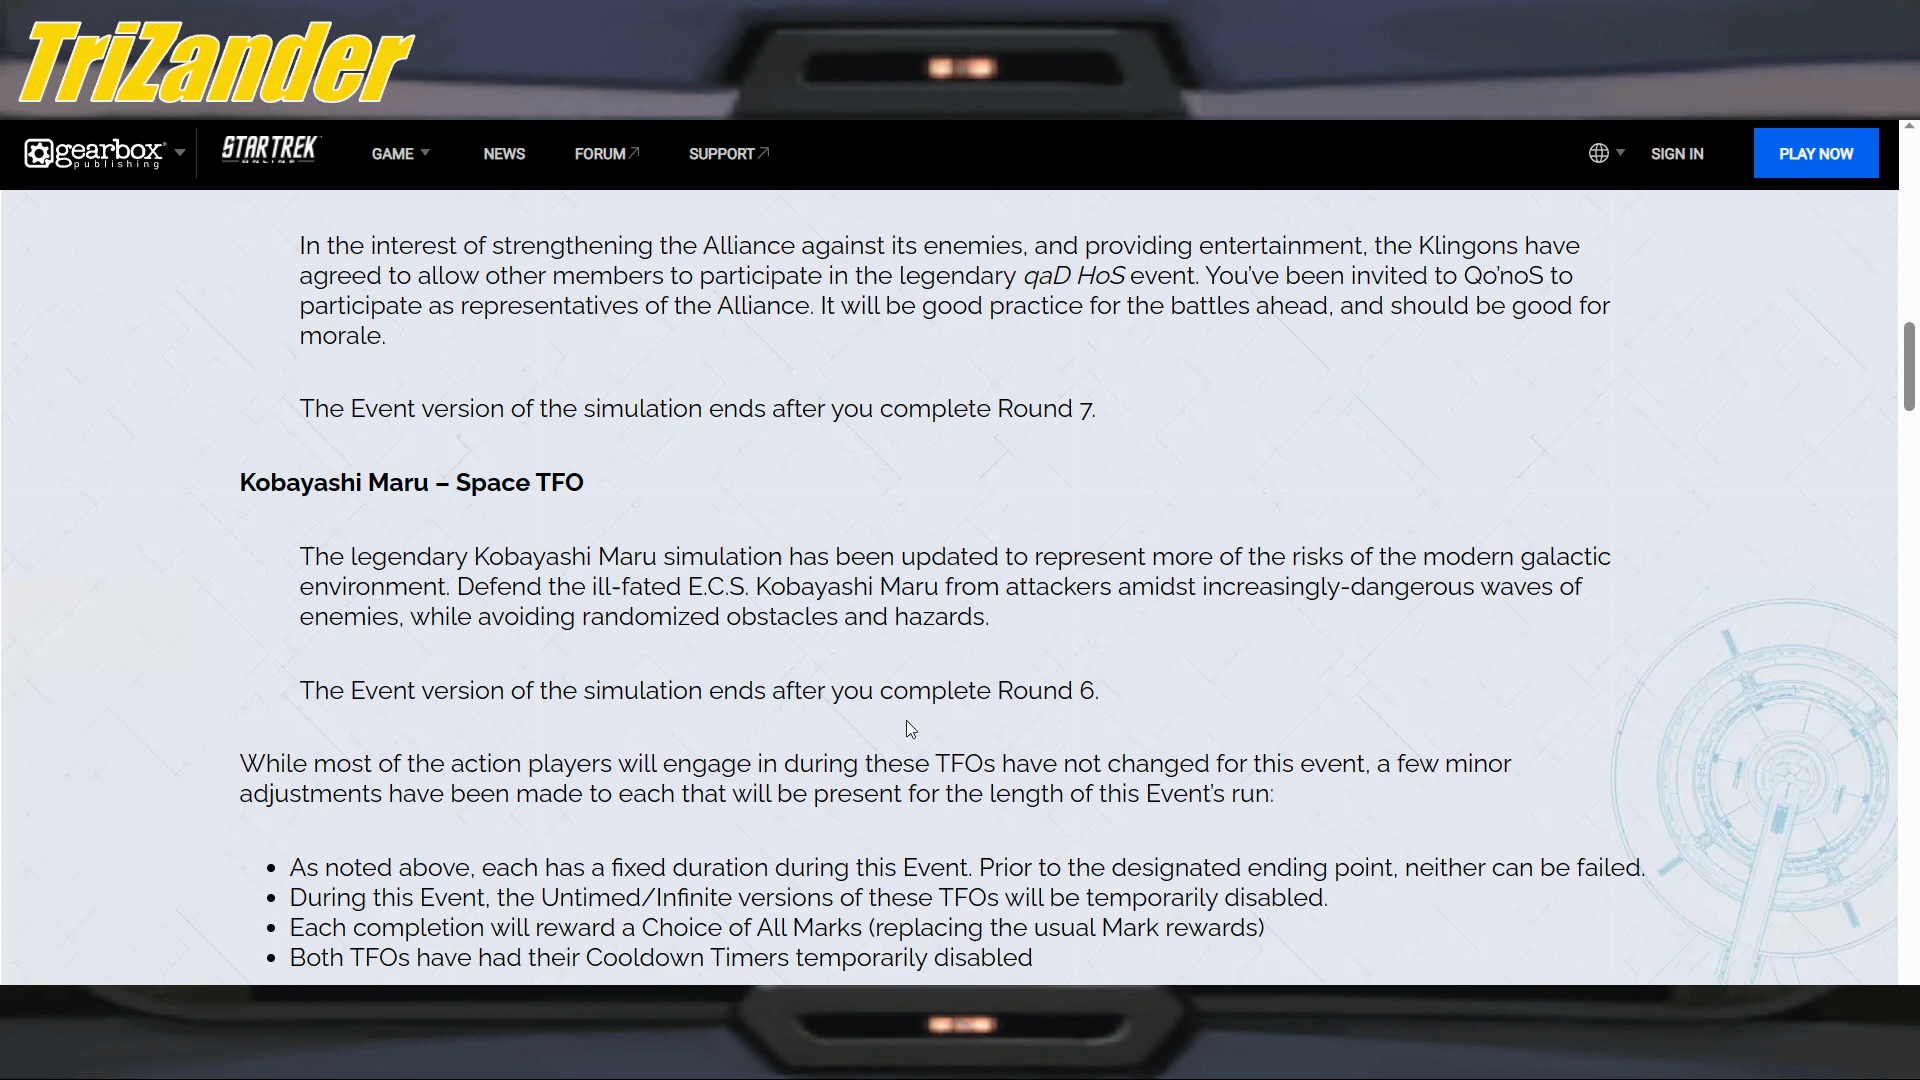 TriZander
gearbox publishing
STAR TREK ONLINE
GAME
NEWS
FORUM
SUPPORT
SIGN IN
PLAY NOW
In the interest of strengthening the Alliance against its enemies, and providing entertainment, the Klingons have
agreed to allow other members to participate in the legendary qaD HoS event. You’ve been invited to Qo’noS to
participate as representatives of the Alliance. It will be good practice for the battles ahead, and should be good for
morale.
The Event version of the simulation ends after you complete Round 7.
Kobayashi Maru – Space TFO
The legendary Kobayashi Maru simulation has been updated to represent more of the risks of the modern galactic
environment. Defend the ill-fated E.C.S. Kobayashi Maru from attackers amidst increasingly-dangerous waves of
enemies, while avoiding randomized obstacles and hazards.
The Event version of the simulation ends after you complete Round 6.
While most of the action players will engage in during these TFOs have not changed for this event, a few minor
adjustments have been made to each that will be present for the length of this Event’s run:
• As noted above, each has a fixed duration during this Event. Prior to the designated ending point, neither can be failed.
• During this Event, the Untimed/Infinite versions of these TFOs will be temporarily disabled.
• Each completion will reward a Choice of All Marks (replacing the usual Mark rewards)
• Both TFOs have had their Cooldown Timers temporarily disabled